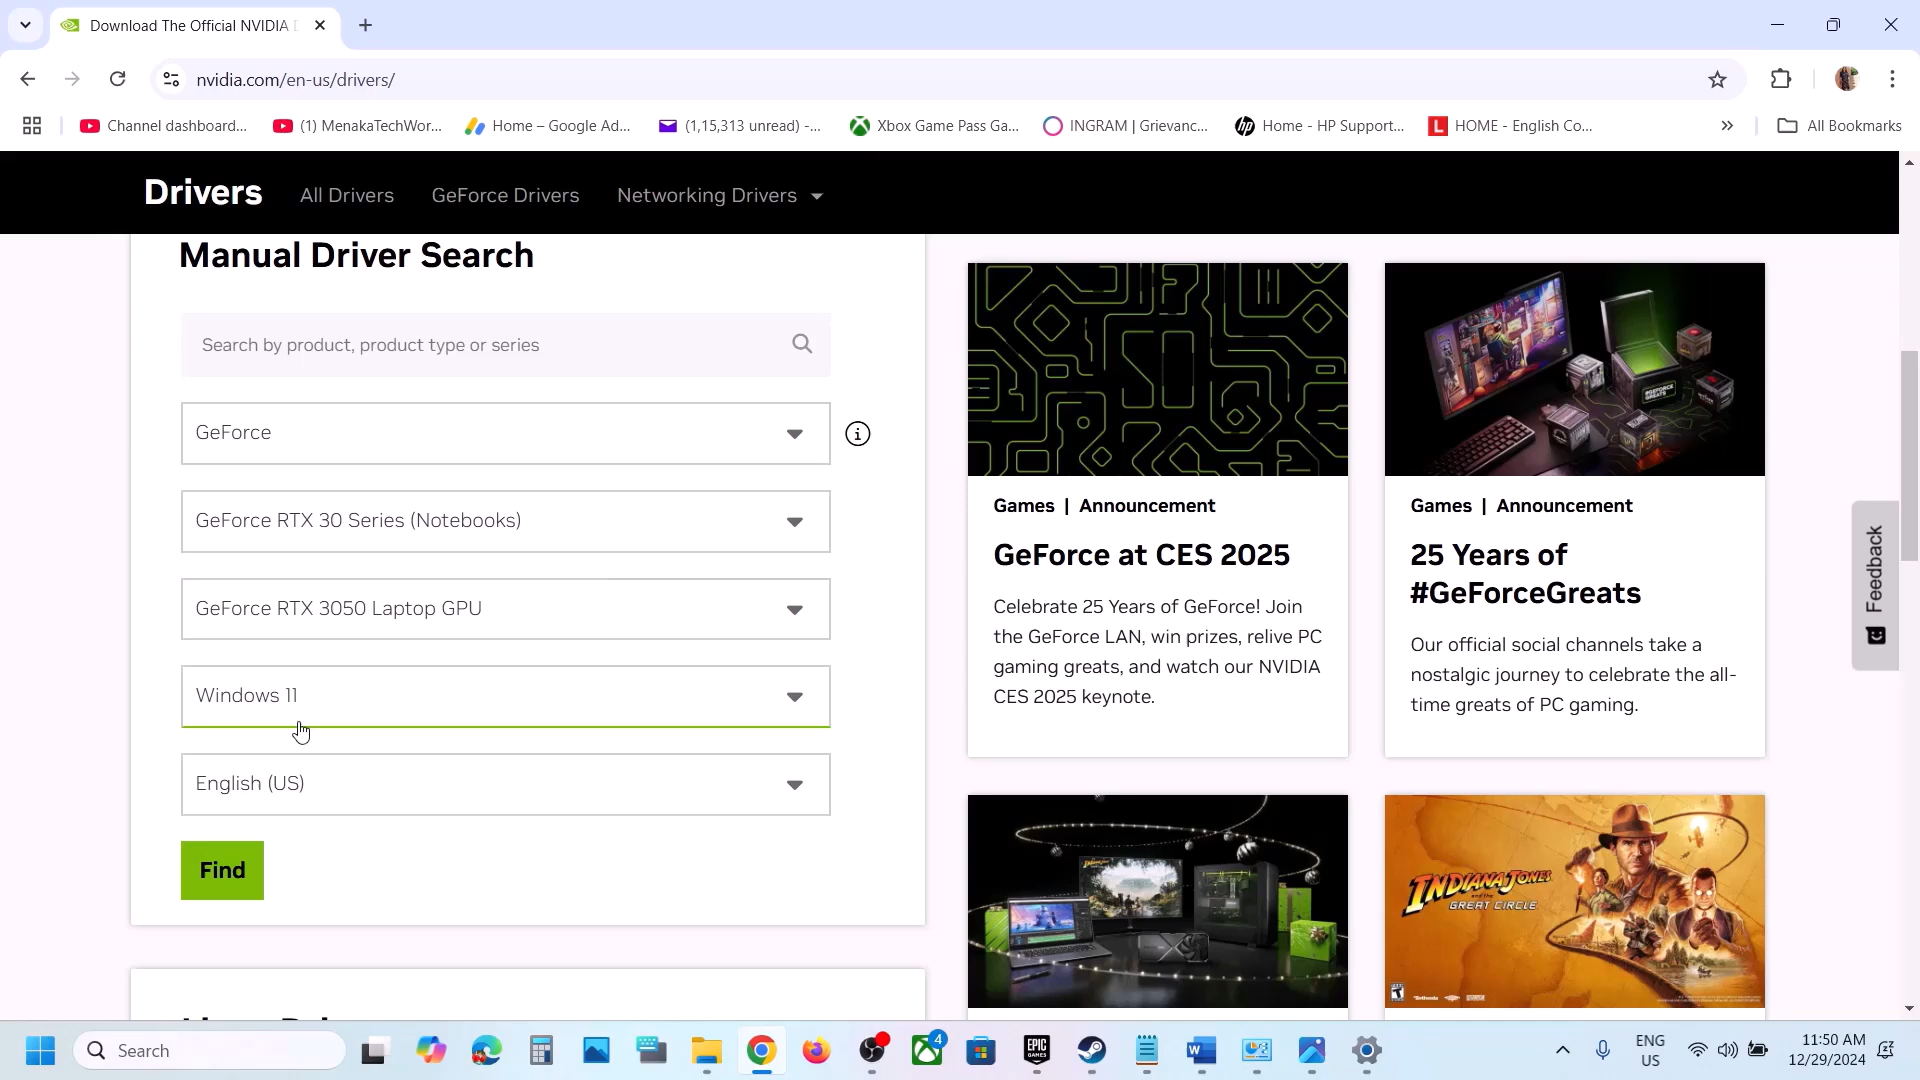 Download The Official NVIDIA
nvidia.com/en-us/drivers/
Channel dashboard...
(1) MenakaTechWor...
Home – Google Ad...
(1,15,313 unread) -...
Xbox Game Pass Ga...
INGRAM | Grievanc...
Home - HP Support...
HOME - English Co...
All Bookmarks
Drivers
All Drivers
GeForce Drivers
Networking Drivers
Manual Driver Search
Search by product, product type or series
GeForce
GeForce RTX 30 Series (Notebooks)
GeForce RTX 3050 Laptop GPU
Windows 11
English (US)
Find
Games | Announcement
GeForce at CES 2025
Celebrate 25 Years of GeForce! Join
the GeForce LAN, win prizes, relive PC
gaming greats, and watch our NVIDIA
CES 2025 keynote.
Games | Announcement
25 Years of
#GeForceGreats
Our official social channels take a
nostalgic journey to celebrate the all-
time greats of PC gaming.
INDIANA JONES
AND THE
GREAT CIRCLE
Feedback
Search
4
EPIC
GAMES
ENG
US
11:50 AM
12/29/2024